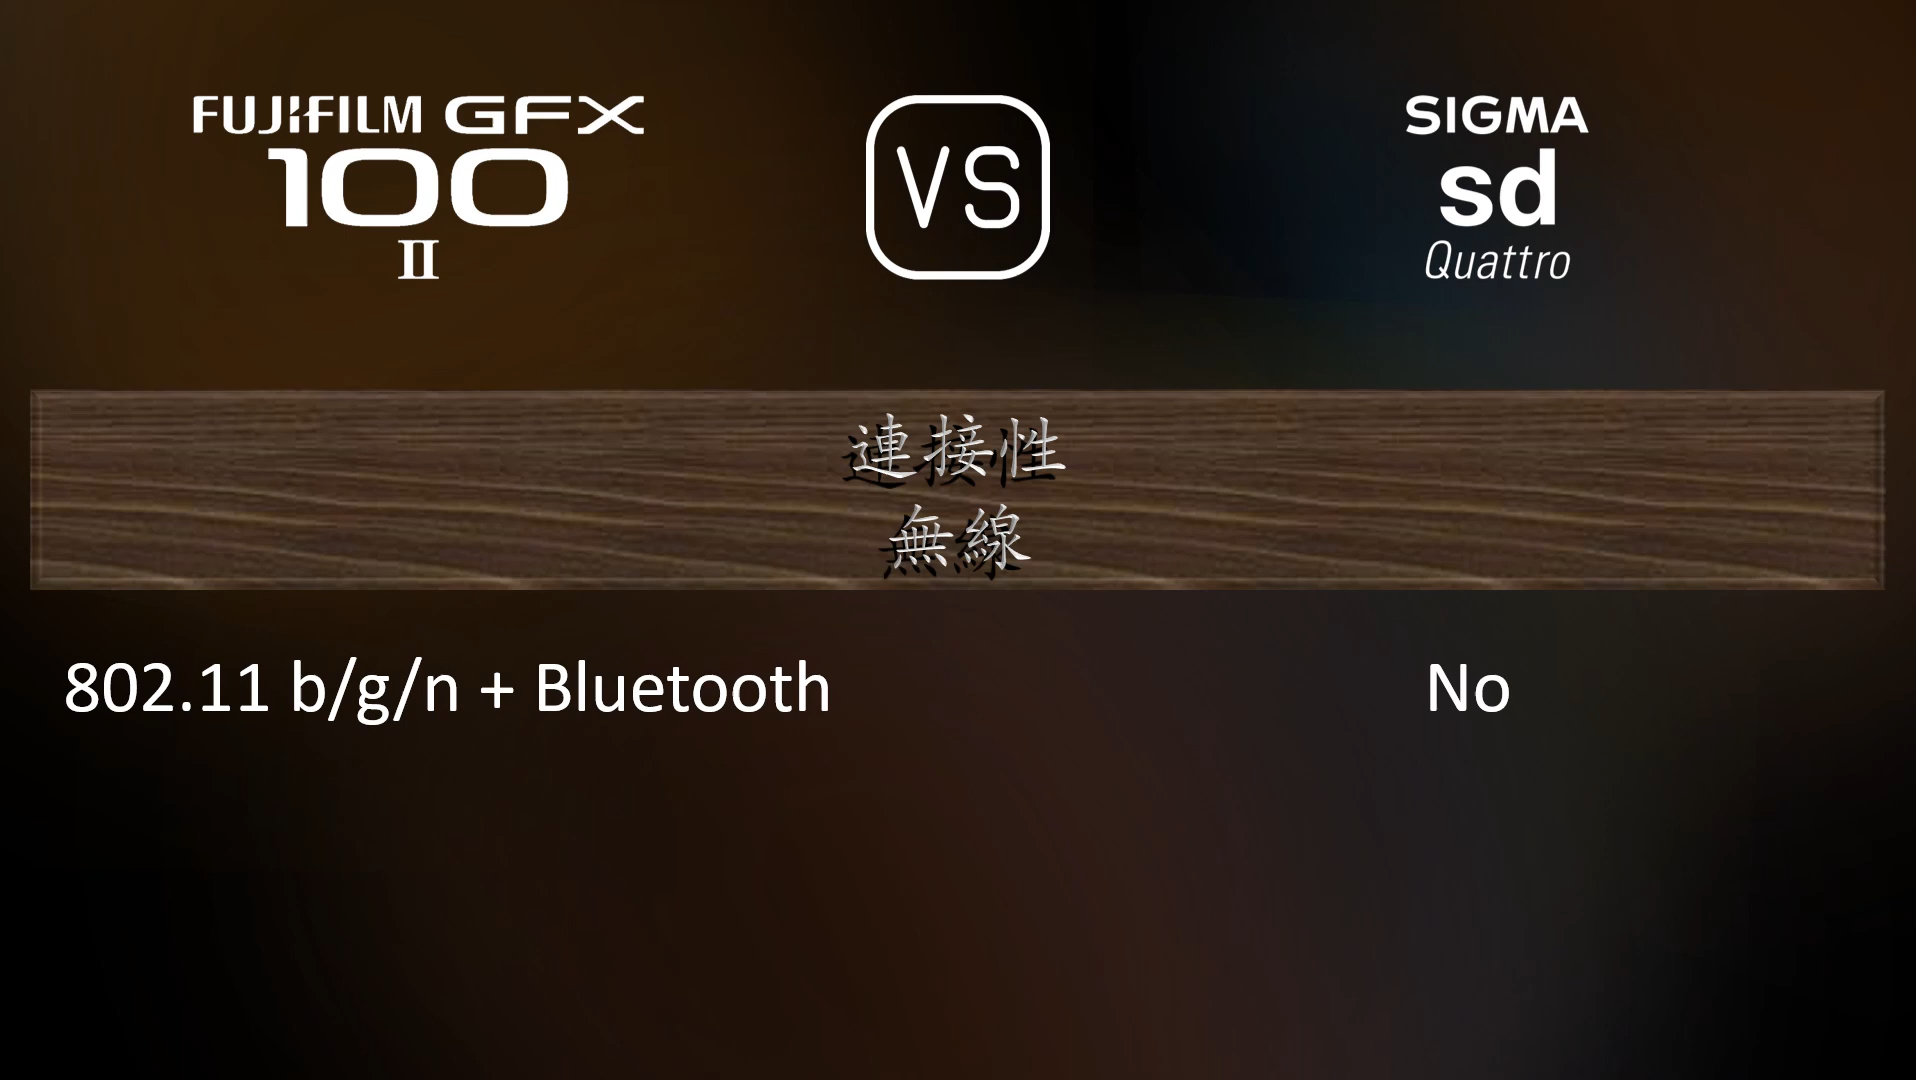 FUJIFILM GFX
100
II
VS
SIGMA
sd
Quattro
連接性
無線
802.11 b/g/n + Bluetooth
No